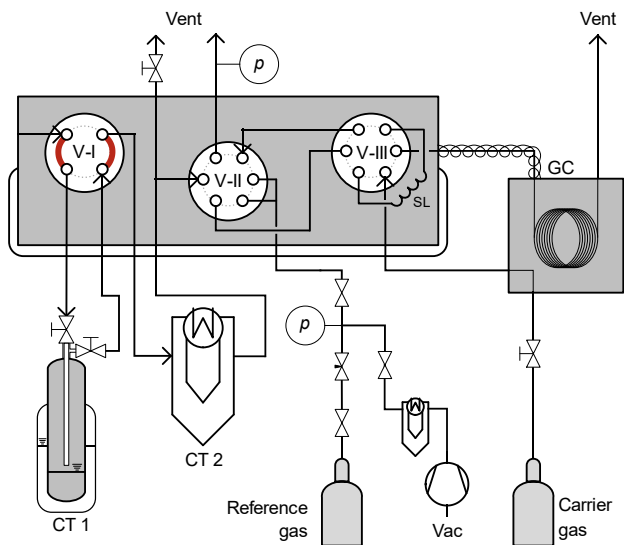 Vent
Vent
p
V-I
V-II
V-III
SL
GC
p
CT 2
CT 1
Reference
gas
Vac
Carrier
gas